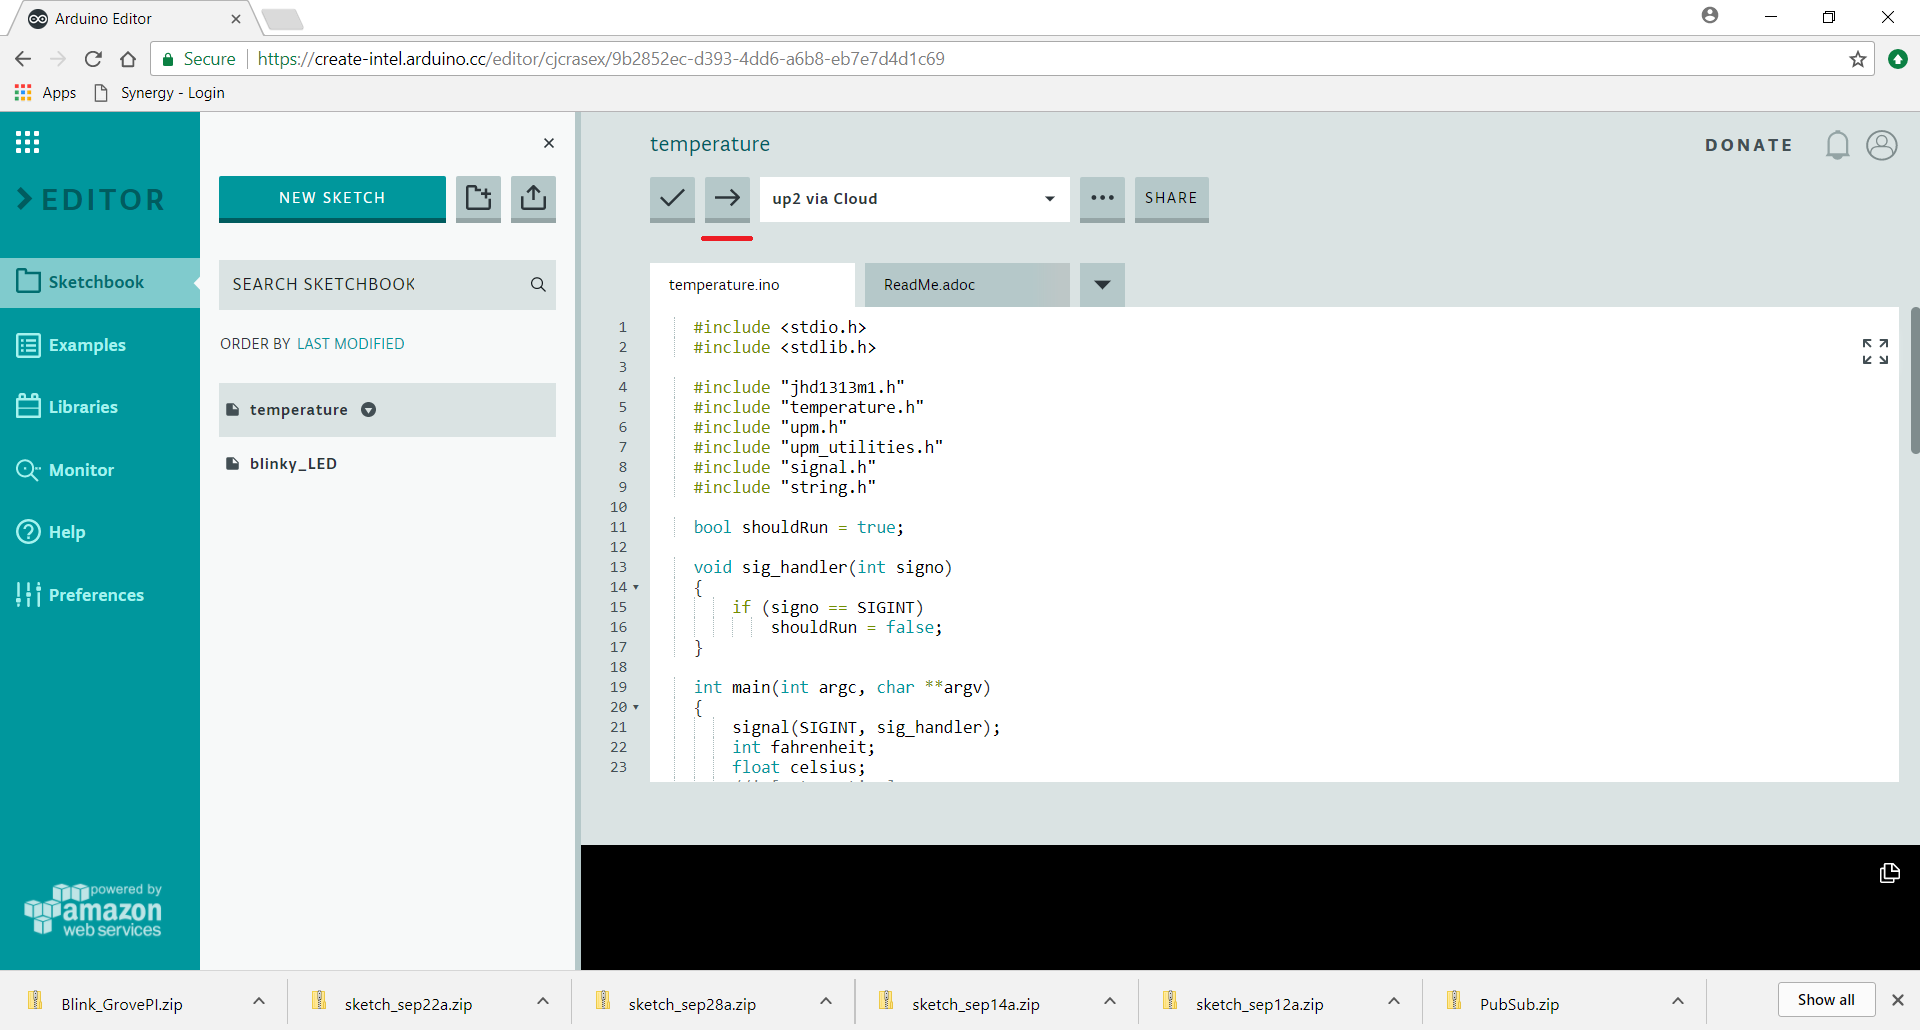 Arduino Editor
Secure https://create-intel.arduino.cc/editor/cjcrasex/9b2852ec-d393-4dd6-a6b8-eb7e7d4d1c69
Apps Synergy - Login
EDITOR
Sketchbook
Examples
Libraries
Monitor
Help
Preferences
powered by
amazon
web services
NEW SKETCH
SEARCH SKETCHBOOK
ORDER BY LAST MODIFIED
temperature
blinky_LED
temperature
DONATE
up2 via Cloud
SHARE
temperature.ino
ReadMe.adoc
1 #include <stdio.h>
2 #include <stdlib.h>
3
4 #include "jhd1313m1.h"
5 #include "temperature.h"
6 #include "upm.h"
7 #include "upm_utilities.h"
8 #include "signal.h"
9 #include "string.h"
10
11 bool shouldRun = true;
12
13 void sig_handler(int signo)
14 {
15 if (signo == SIGINT)
16 shouldRun = false;
17 }
18
19 int main(int argc, char **argv)
20 {
21 signal(SIGINT, sig_handler);
22 int fahrenheit;
23 float celsius;
Blink_GrovePI.zip
sketch_sep22a.zip
sketch_sep28a.zip
sketch_sep14a.zip
sketch_sep12a.zip
PubSub.zip
Show all